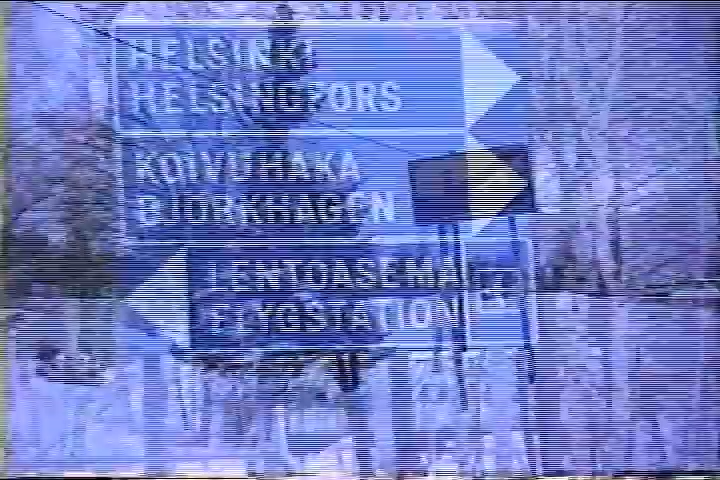 HELSINKI
HELSINGFORS
KOIVUHAKA
BJÖRKHAGEN
LENTOASEMA
FLYGSTATION